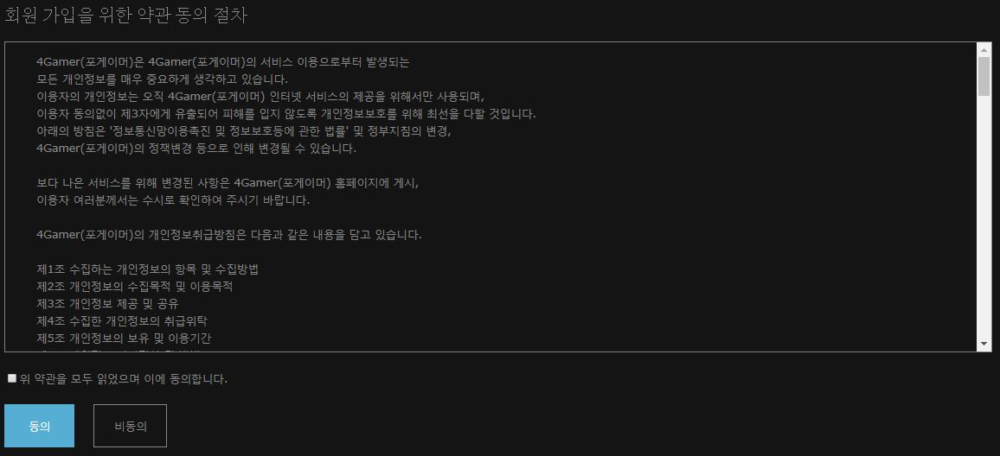 회원 가입을 위한 약관 동의 절차
4Gamer(포게이머)은 4Gamer(포게이머)의 서비스 이용으로부터 발생되는
모든 개인정보를 매우 중요하게 생각하고 있습니다.
이용자의 개인정보는 오직 4Gamer(포게이머) 인터넷 서비스의 제공을 위해서만 사용되며,
이용자 동의없이 제3자에게 유출되어 피해를 입지 않도록 개인정보보호를 위해 최선을 다할 것입니다.
아래의 방침은 '정보통신망이용촉진 및 정보보호등에 관한 법률' 및 정부지침의 변경,
4Gamer(포게이머)의 정책변경 등으로 인해 변경될 수 있습니다.
보다 나은 서비스를 위해 변경된 사항은 4Gamer(포게이머) 홈페이지에 게시,
이용자 여러분께서는 수시로 확인하여 주시기 바랍니다.
4Gamer(포게이머)의 개인정보취급방침은 다음과 같은 내용을 담고 있습니다.
제1조 수집하는 개인정보의 항목 및 수집방법
제2조 개인정보의 수집목적 및 이용목적
제3조 개인정보 제공 및 공유
제4조 수집한 개인정보의 취급위탁
제5조 개인정보의 보유 및 이용기간
위 약관을 모두 읽었으며 이에 동의합니다.
동의
비동의